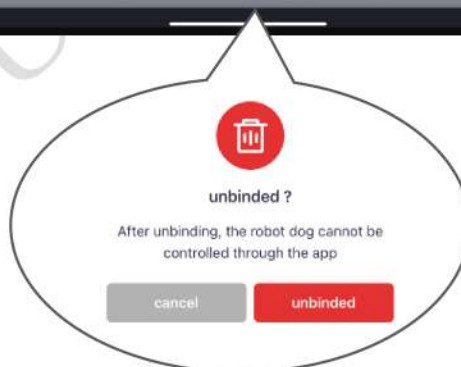 unbinded ?
After unbinding, the robot dog cannot be
controlled through the app
cancel
unbinded